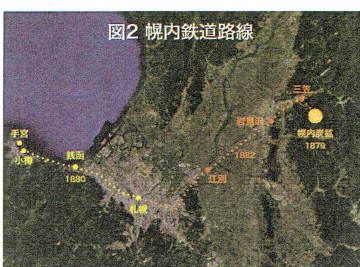 図2 幌内鉄道路線
三笠
岩見沢
幌内炭鉱
1879
手宮
小樽
銭函
1880
1882
江別
札幌